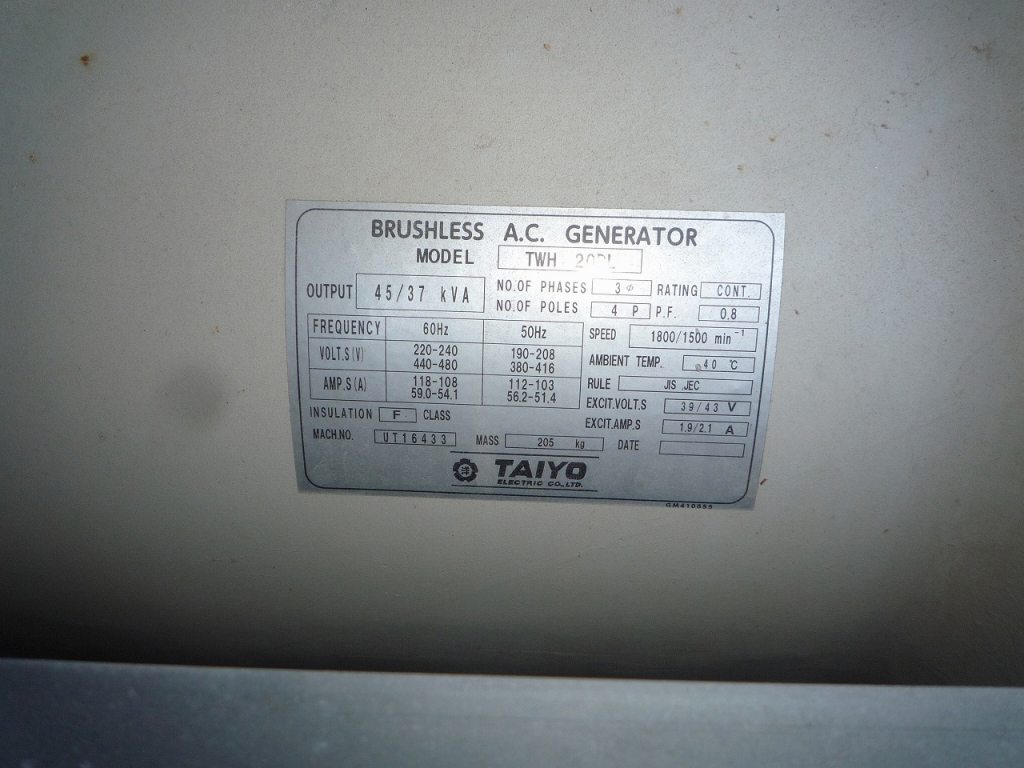 BRUSHLESS A.C. GENERATOR
MODEL TWH
OUTPUT 45/37 kVA
NO.OF PHASES 3φ RATING CONT.
NO.OF POLES 4 P P.F. 0.8
FREQUENCY 60Hz 50Hz
SPEED 1800/1500 min⁻¹
VOLT.S(V) 220-240 190-208
440-480 380-416
AMBIENT TEMP. 40 ℃
AMP.S(A) 118-108 112-103
59.0-54.1 56.2-51.4
RULE JIS JEC
EXCIT.VOLT.S 39/43 V
INSULATION F CLASS
EXCIT.AMP.S 1.9/2.1 A
MACH.NO. UT16433 MASS 205 kg DATE
TAIYO
ELECTRIC CO.,LTD.